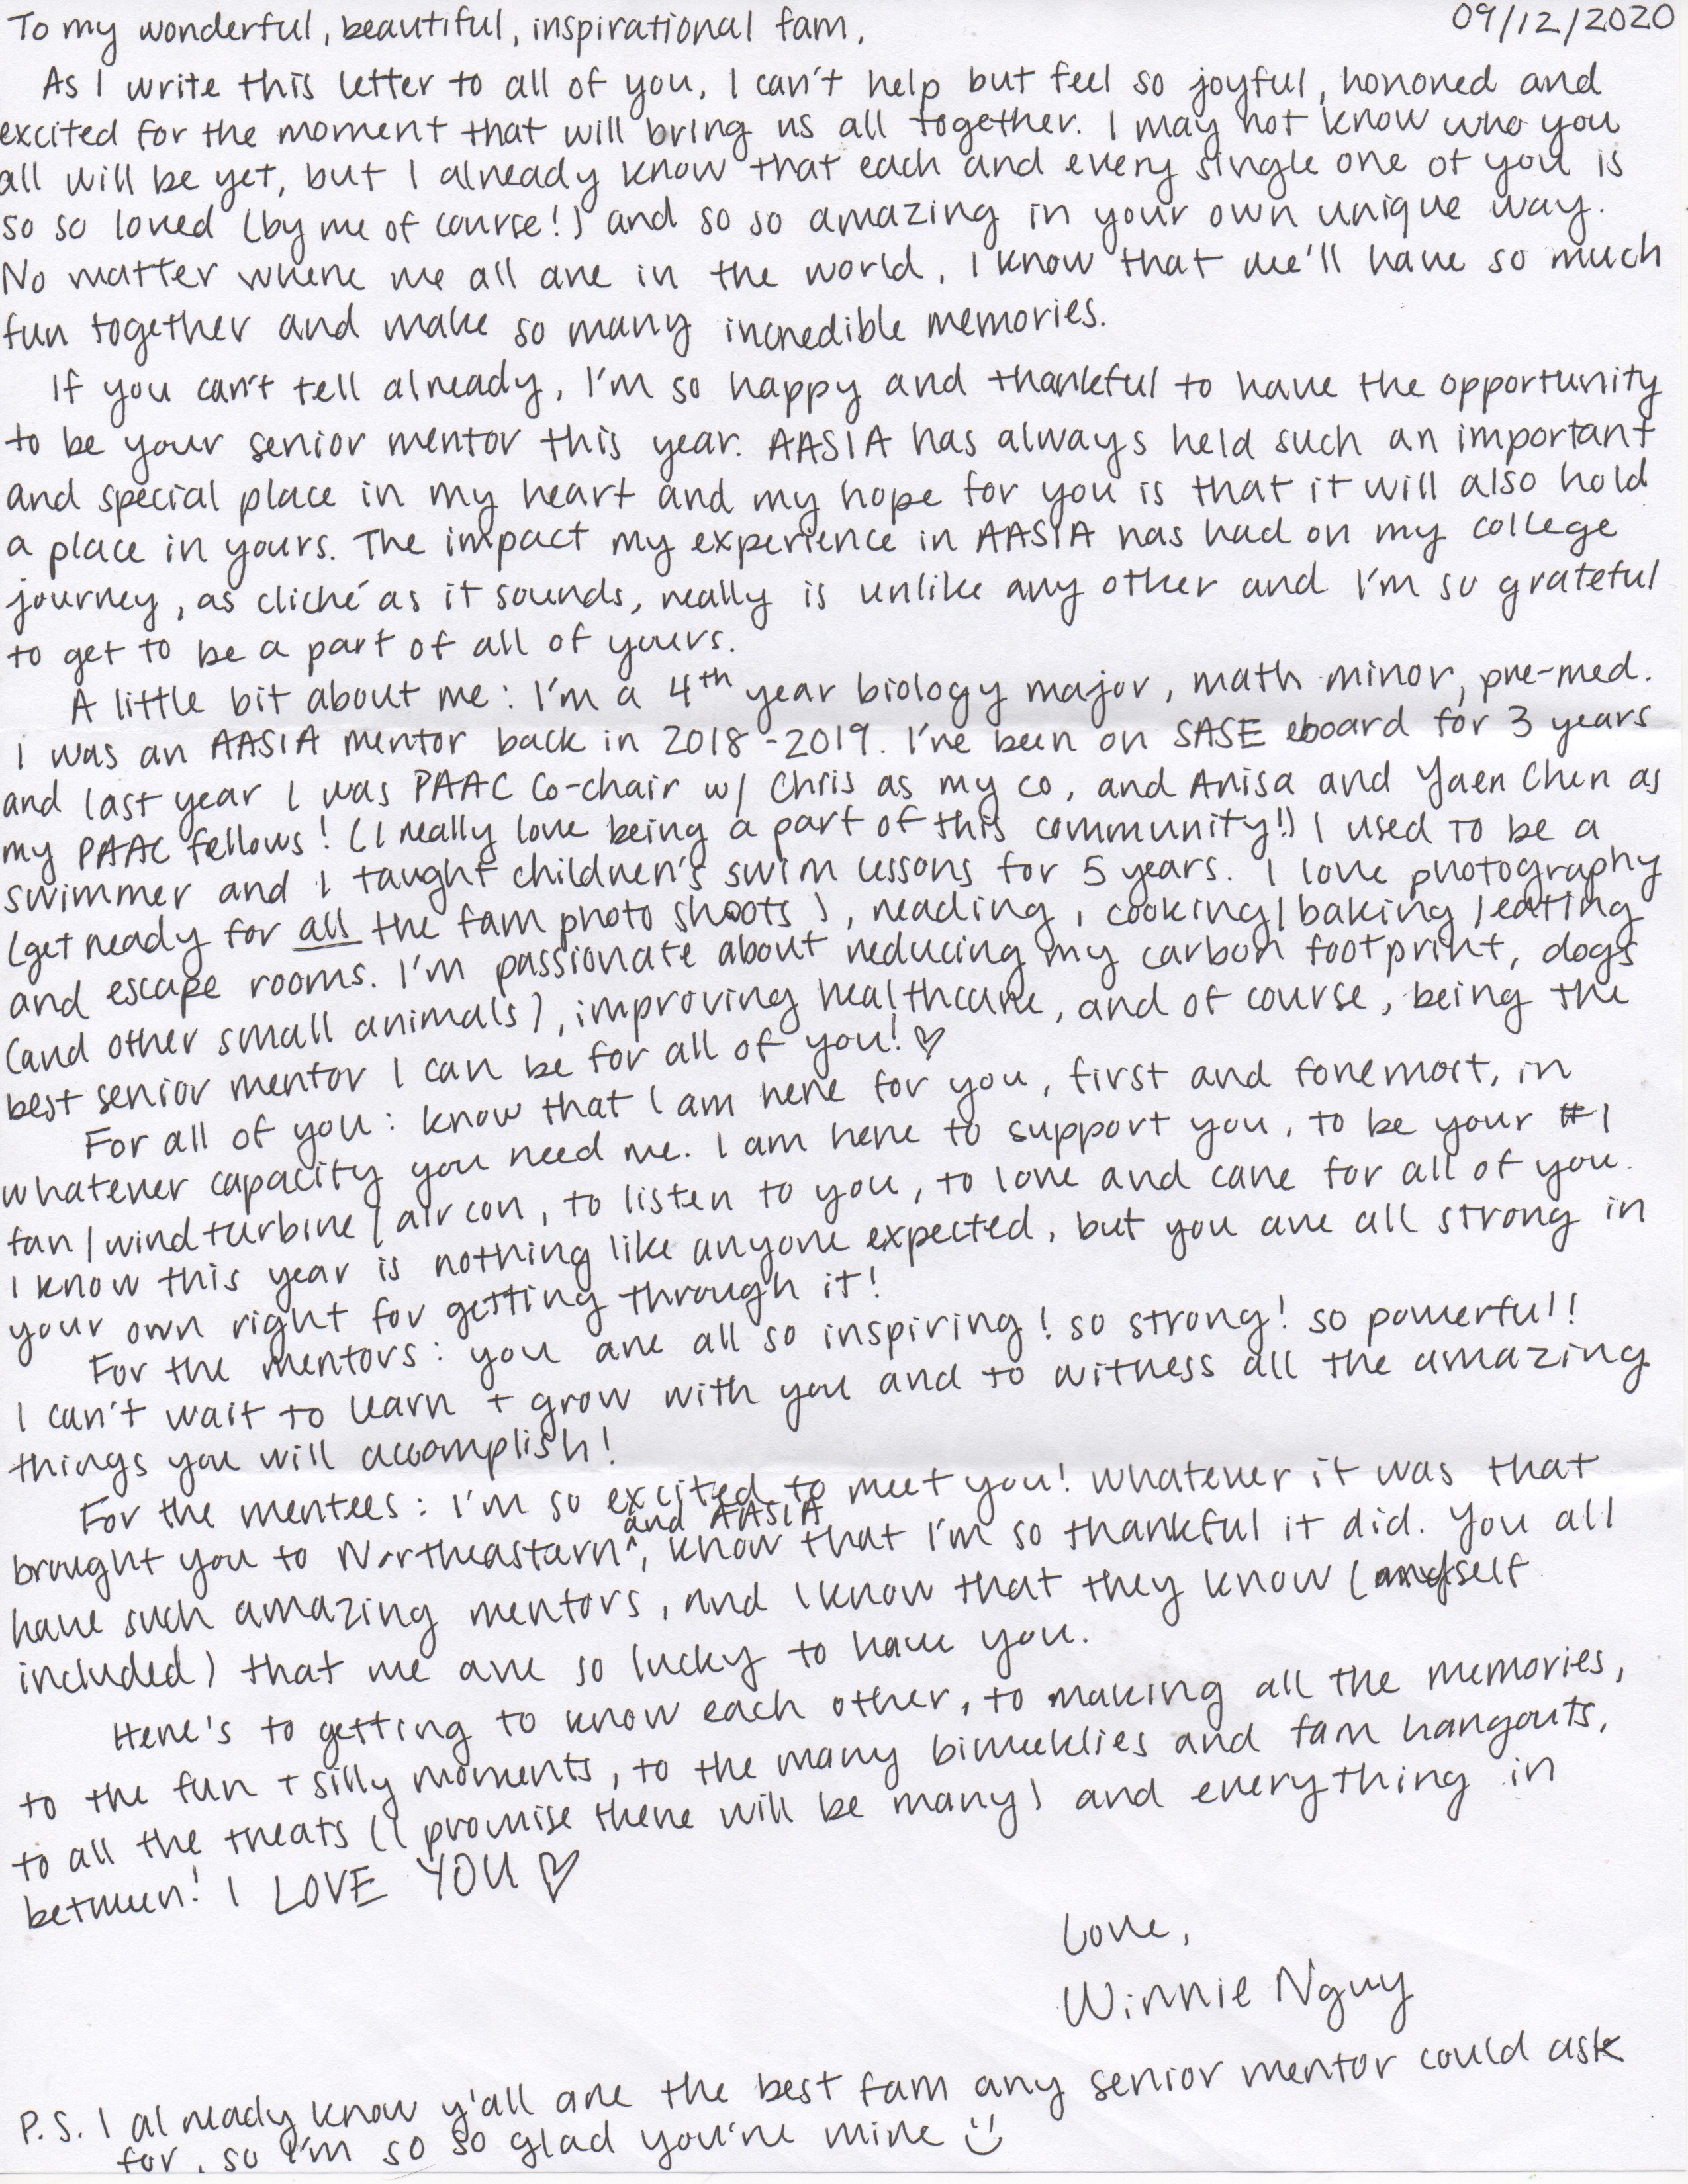 To my wonderful, beautiful, inspirational fam,
09/12/2020
As I write this letter to all of you, I can't help but feel so joyful, honored and
excited for the moment that will bring us all together. I may not know who you
all will be yet, but I already know that each and every single one of you is
so so loved (by me of course!) and so so amazing in your own unique way.
No matter where we all are in the world, I know that we'll have so much
fun together and make so many incredible memories.
If you can't tell already, I'm so happy and thankful to have the opportunity
to be your senior mentor this year. AASIA has always held such an important
and special place in my heart and my hope for you is that it will also hold
a place in yours. The impact my experience in AASIA has had on my college
journey, as cliché as it sounds, really is unlike any other and I'm so grateful
to get to be a part of all of yours.
A little bit about me: I'm a 4th year biology major, math minor, pre-med.
I was an AASIA mentor back in 2018-2019. I've been on SASE eboard for 3 years
and last year I was PAAC Co-chair w/ Chris as my co, and Anisa and Yaen Chen as
my PAAC fellows! (I really love being a part of this community!) I used to be a
swimmer and I taught children's swim lessons for 5 years. I love photography
(get ready for all the fam photo shoots), reading, cooking/baking/eating
and escape rooms. I'm passionate about reducing my carbon footprint, dogs
(and other small animals), improving healthcare, and of course, being the
best senior mentor I can be for all of you! ♡
For all of you: know that I am here for you, first and foremost, in
whatever capacity you need me. I am here to support you, to be your #1
fan/wind turbine/air con, to listen to you, to love and care for all of you.
I know this year is nothing like anyone expected, but you are all strong in
your own right for getting through it!
For the mentors: you are all so inspiring! so strong! so powerful!
I can't wait to learn + grow with you and to witness all the amazing
things you will accomplish!
For the mentees: I'm so excited to meet you! Whatever it was that
and AASIA
brought you to Northeastarn^, know that I'm so thankful it did. You all
have such amazing mentors, and I know that they know (myself
included) that we are so lucky to have you.
Here's to getting to know each other, to making all the memories,
to the fun + silly moments, to the many biweeklies and fam hangouts,
to all the treats (I promise there will be many) and everything in
between! I LOVE YOU ♡
Love,
Winnie Nguy
P.S. I already know y'all are the best fam any senior mentor could ask
for, so I'm so so glad you're mine :)